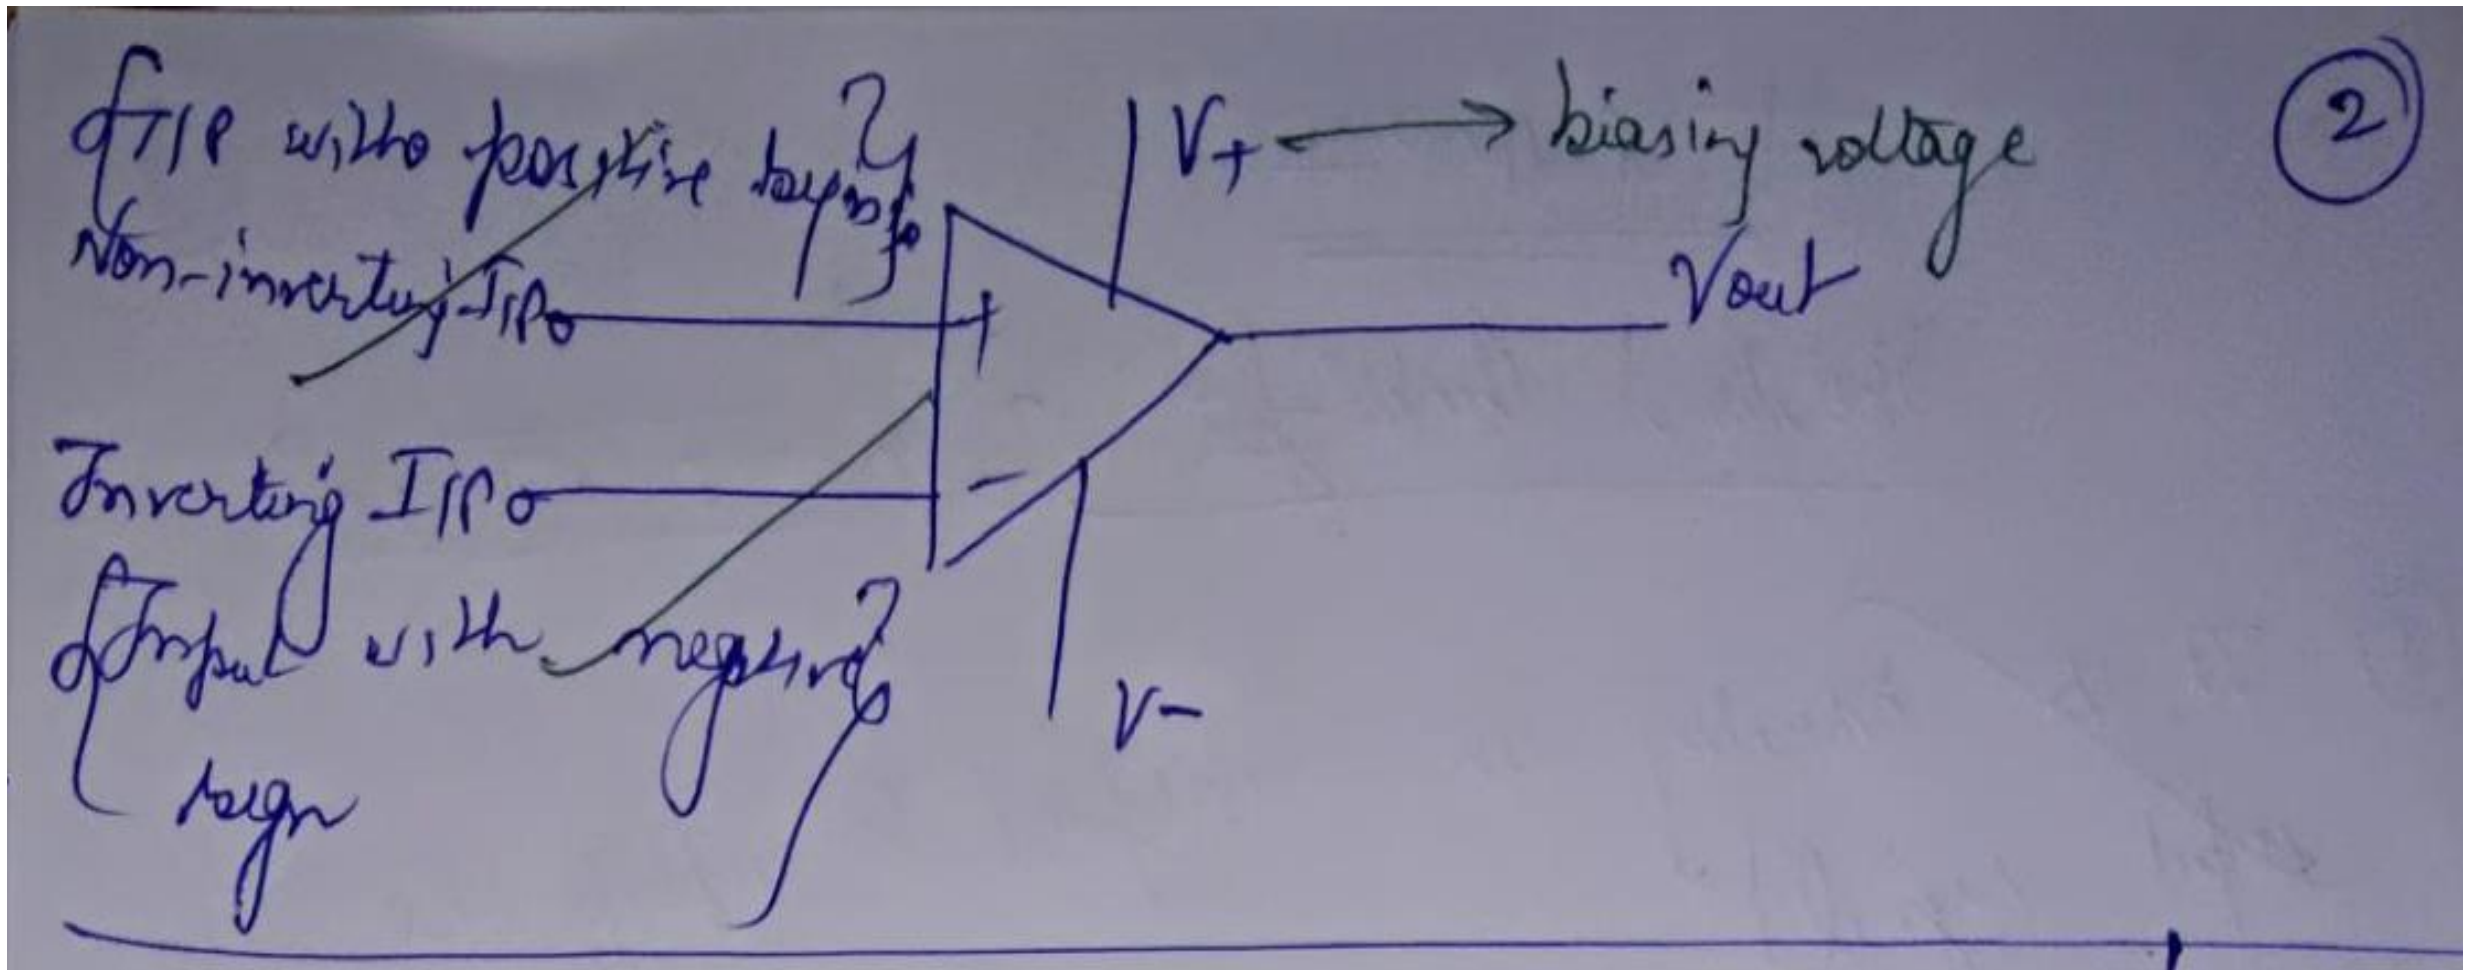 {I/P with positive sign}
V+ → biasing voltage
2
Non-inverting I/P
Vout
+
Inverting I/P
-
{Input with negative
sign}
V-